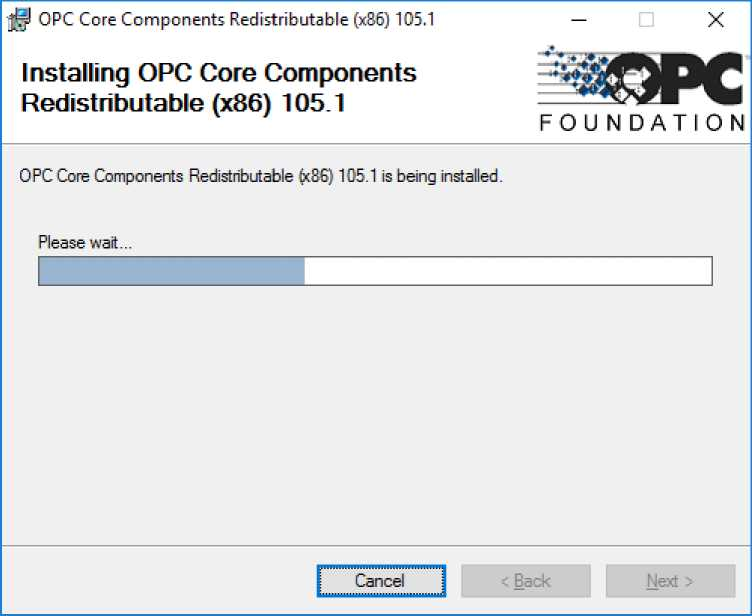 OPC Core Components Redistributable (x86) 105.1
Installing OPC Core Components
Redistributable (x86) 105.1
OPC
FOUNDATION
OPC Core Components Redistributable (x86) 105.1 is being installed.
Please wait...
Cancel
< Back
Next >